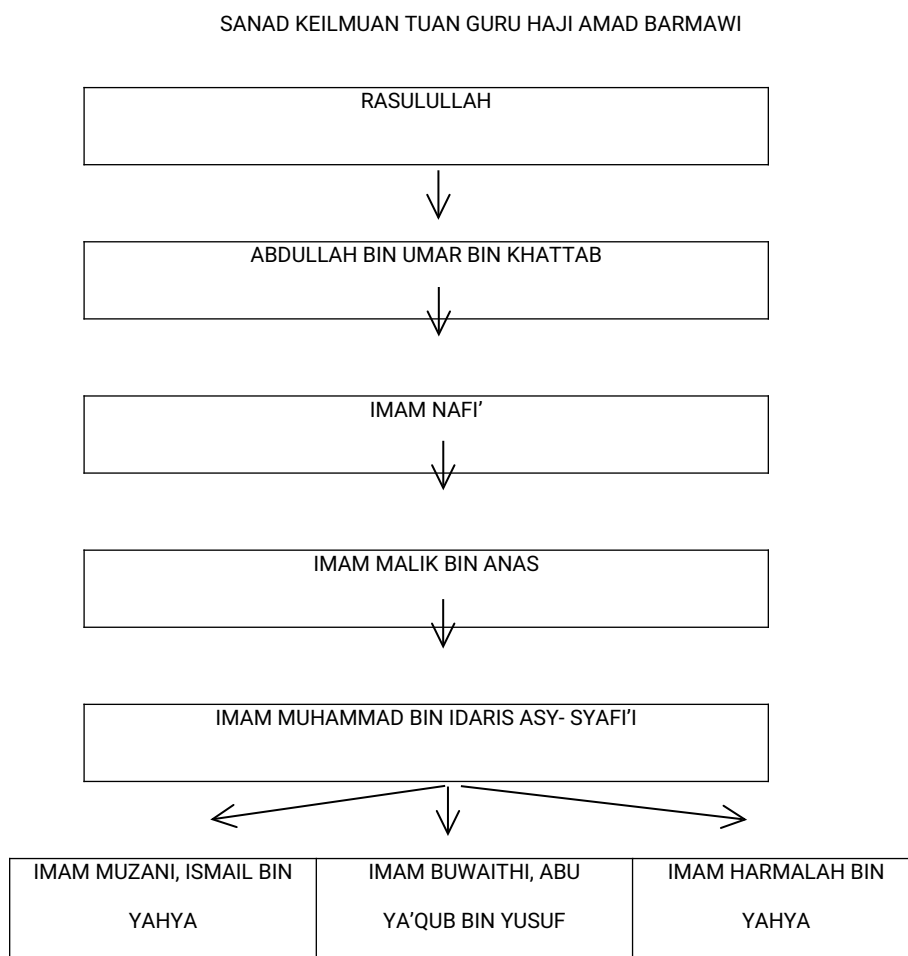 SANAD KEILMUAN TUAN GURU HAJI AMAD BARMAWI
RASULULLAH
ABDULLAH BIN UMAR BIN KHATTAB
IMAM NAFI’
IMAM MALIK BIN ANAS
IMAM MUHAMMAD BIN IDARIS ASY- SYAFI’I
IMAM MUZANI, ISMAIL BIN
YAHYA
IMAM BUWAITHI, ABU
YA’QUB BIN YUSUF
IMAM HARMALAH BIN
YAHYA